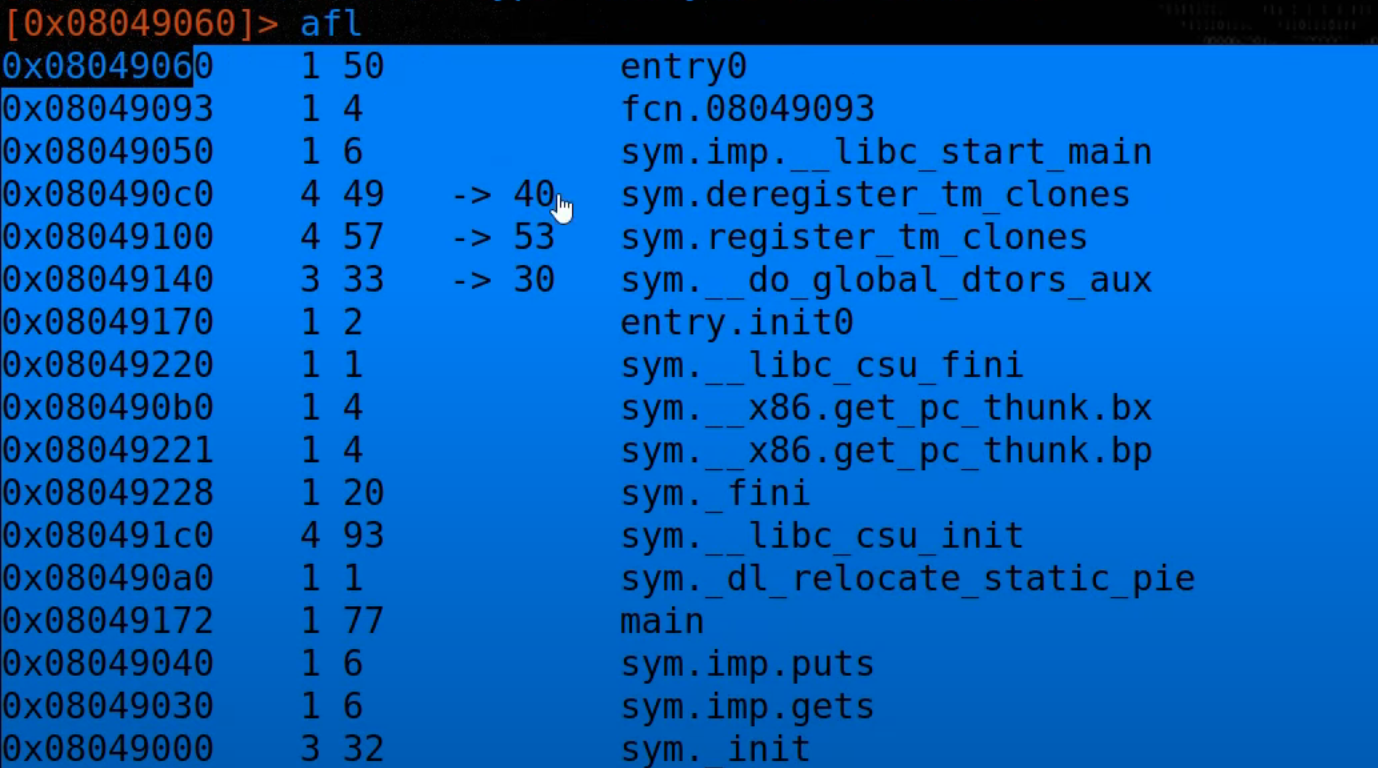 [0x08049060]> afl
0x08049060    1 50           entry0
0x08049093    1 4            fcn.08049093
0x08049050    1 6            sym.imp.__libc_start_main
0x080490c0    4 49   -> 40   sym.deregister_tm_clones
0x08049100    4 57   -> 53   sym.register_tm_clones
0x08049140    3 33   -> 30   sym.__do_global_dtors_aux
0x08049170    1 2            entry.init0
0x08049220    1 1            sym.__libc_csu_fini
0x080490b0    1 4            sym.__x86.get_pc_thunk.bx
0x08049221    1 4            sym.__x86.get_pc_thunk.bp
0x08049228    1 20           sym._fini
0x080491c0    4 93           sym.__libc_csu_init
0x080490a0    1 1            sym._dl_relocate_static_pie
0x08049172    1 77           main
0x08049040    1 6            sym.imp.puts
0x08049030    1 6            sym.imp.gets
0x08049000    3 32           sym._init